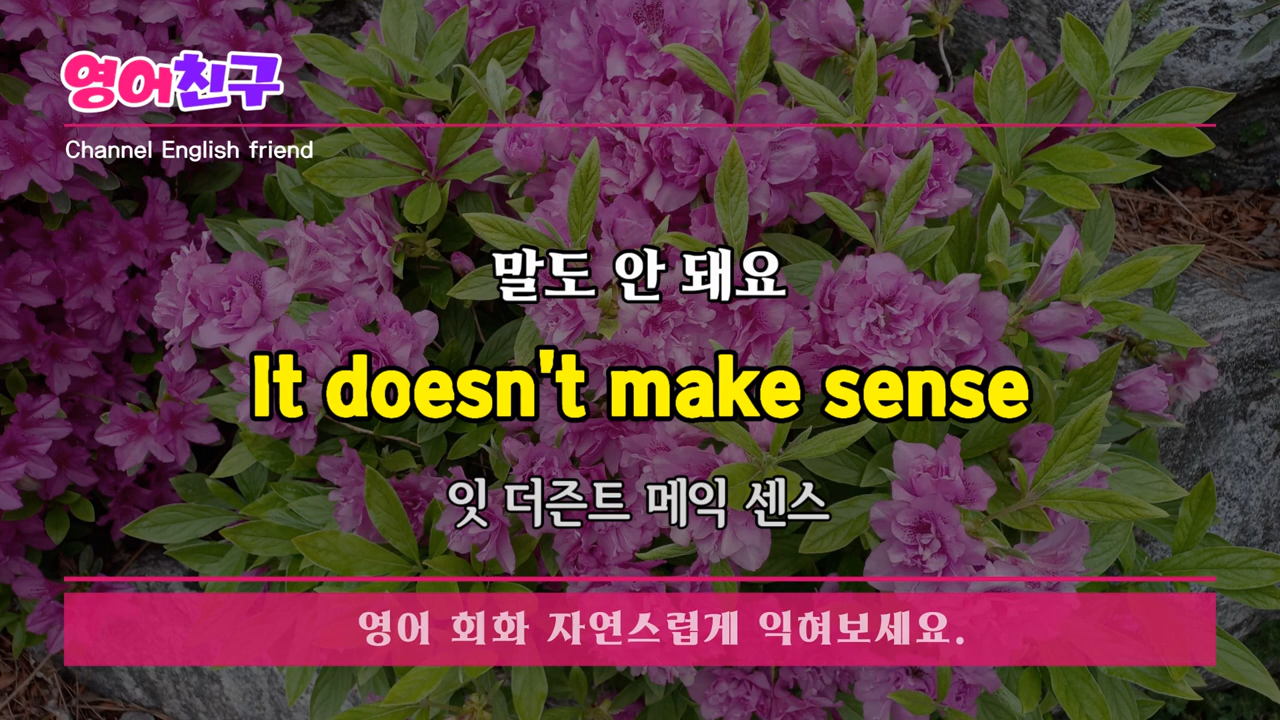 영어친구
Channel English friend
말도 안 돼요
It doesn't make sense
잇 더즌트 메익 센스
영어 회화 자연스럽게 익혀보세요.